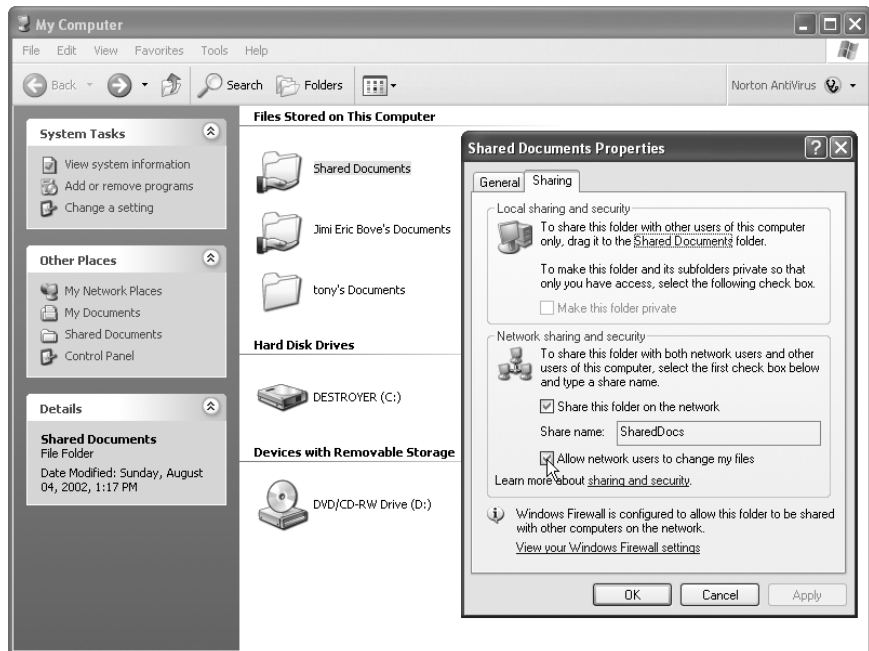 My Computer
File Edit View Favorites Tools Help
Back Search Folders Norton AntiVirus
System Tasks
View system information
Add or remove programs
Change a setting
Other Places
My Network Places
My Documents
Shared Documents
Control Panel
Details
Shared Documents
File Folder
Date Modified: Sunday, August
04, 2002, 1:17 PM
Files Stored on This Computer
Shared Documents
Jimi Eric Bove's Documents
tony's Documents
Hard Disk Drives
DESTROYER (C:)
Devices with Removable Storage
DVD/CD-RW Drive (D:)
Shared Documents Properties
General Sharing
Local sharing and security
To share this folder with other users of this computer
only, drag it to the Shared Documents folder.
To make this folder and its subfolders private so that
only you have access, select the following check box.
Make this folder private
Network sharing and security
To share this folder with both network users and other
users of this computer, select the first check box below
and type a share name.
Share this folder on the network
Share name: SharedDocs
Allow network users to change my files
Learn more about sharing and security.
Windows Firewall is configured to allow this folder to be shared
with other computers on the network.
View your Windows Firewall settings
OK Cancel Apply